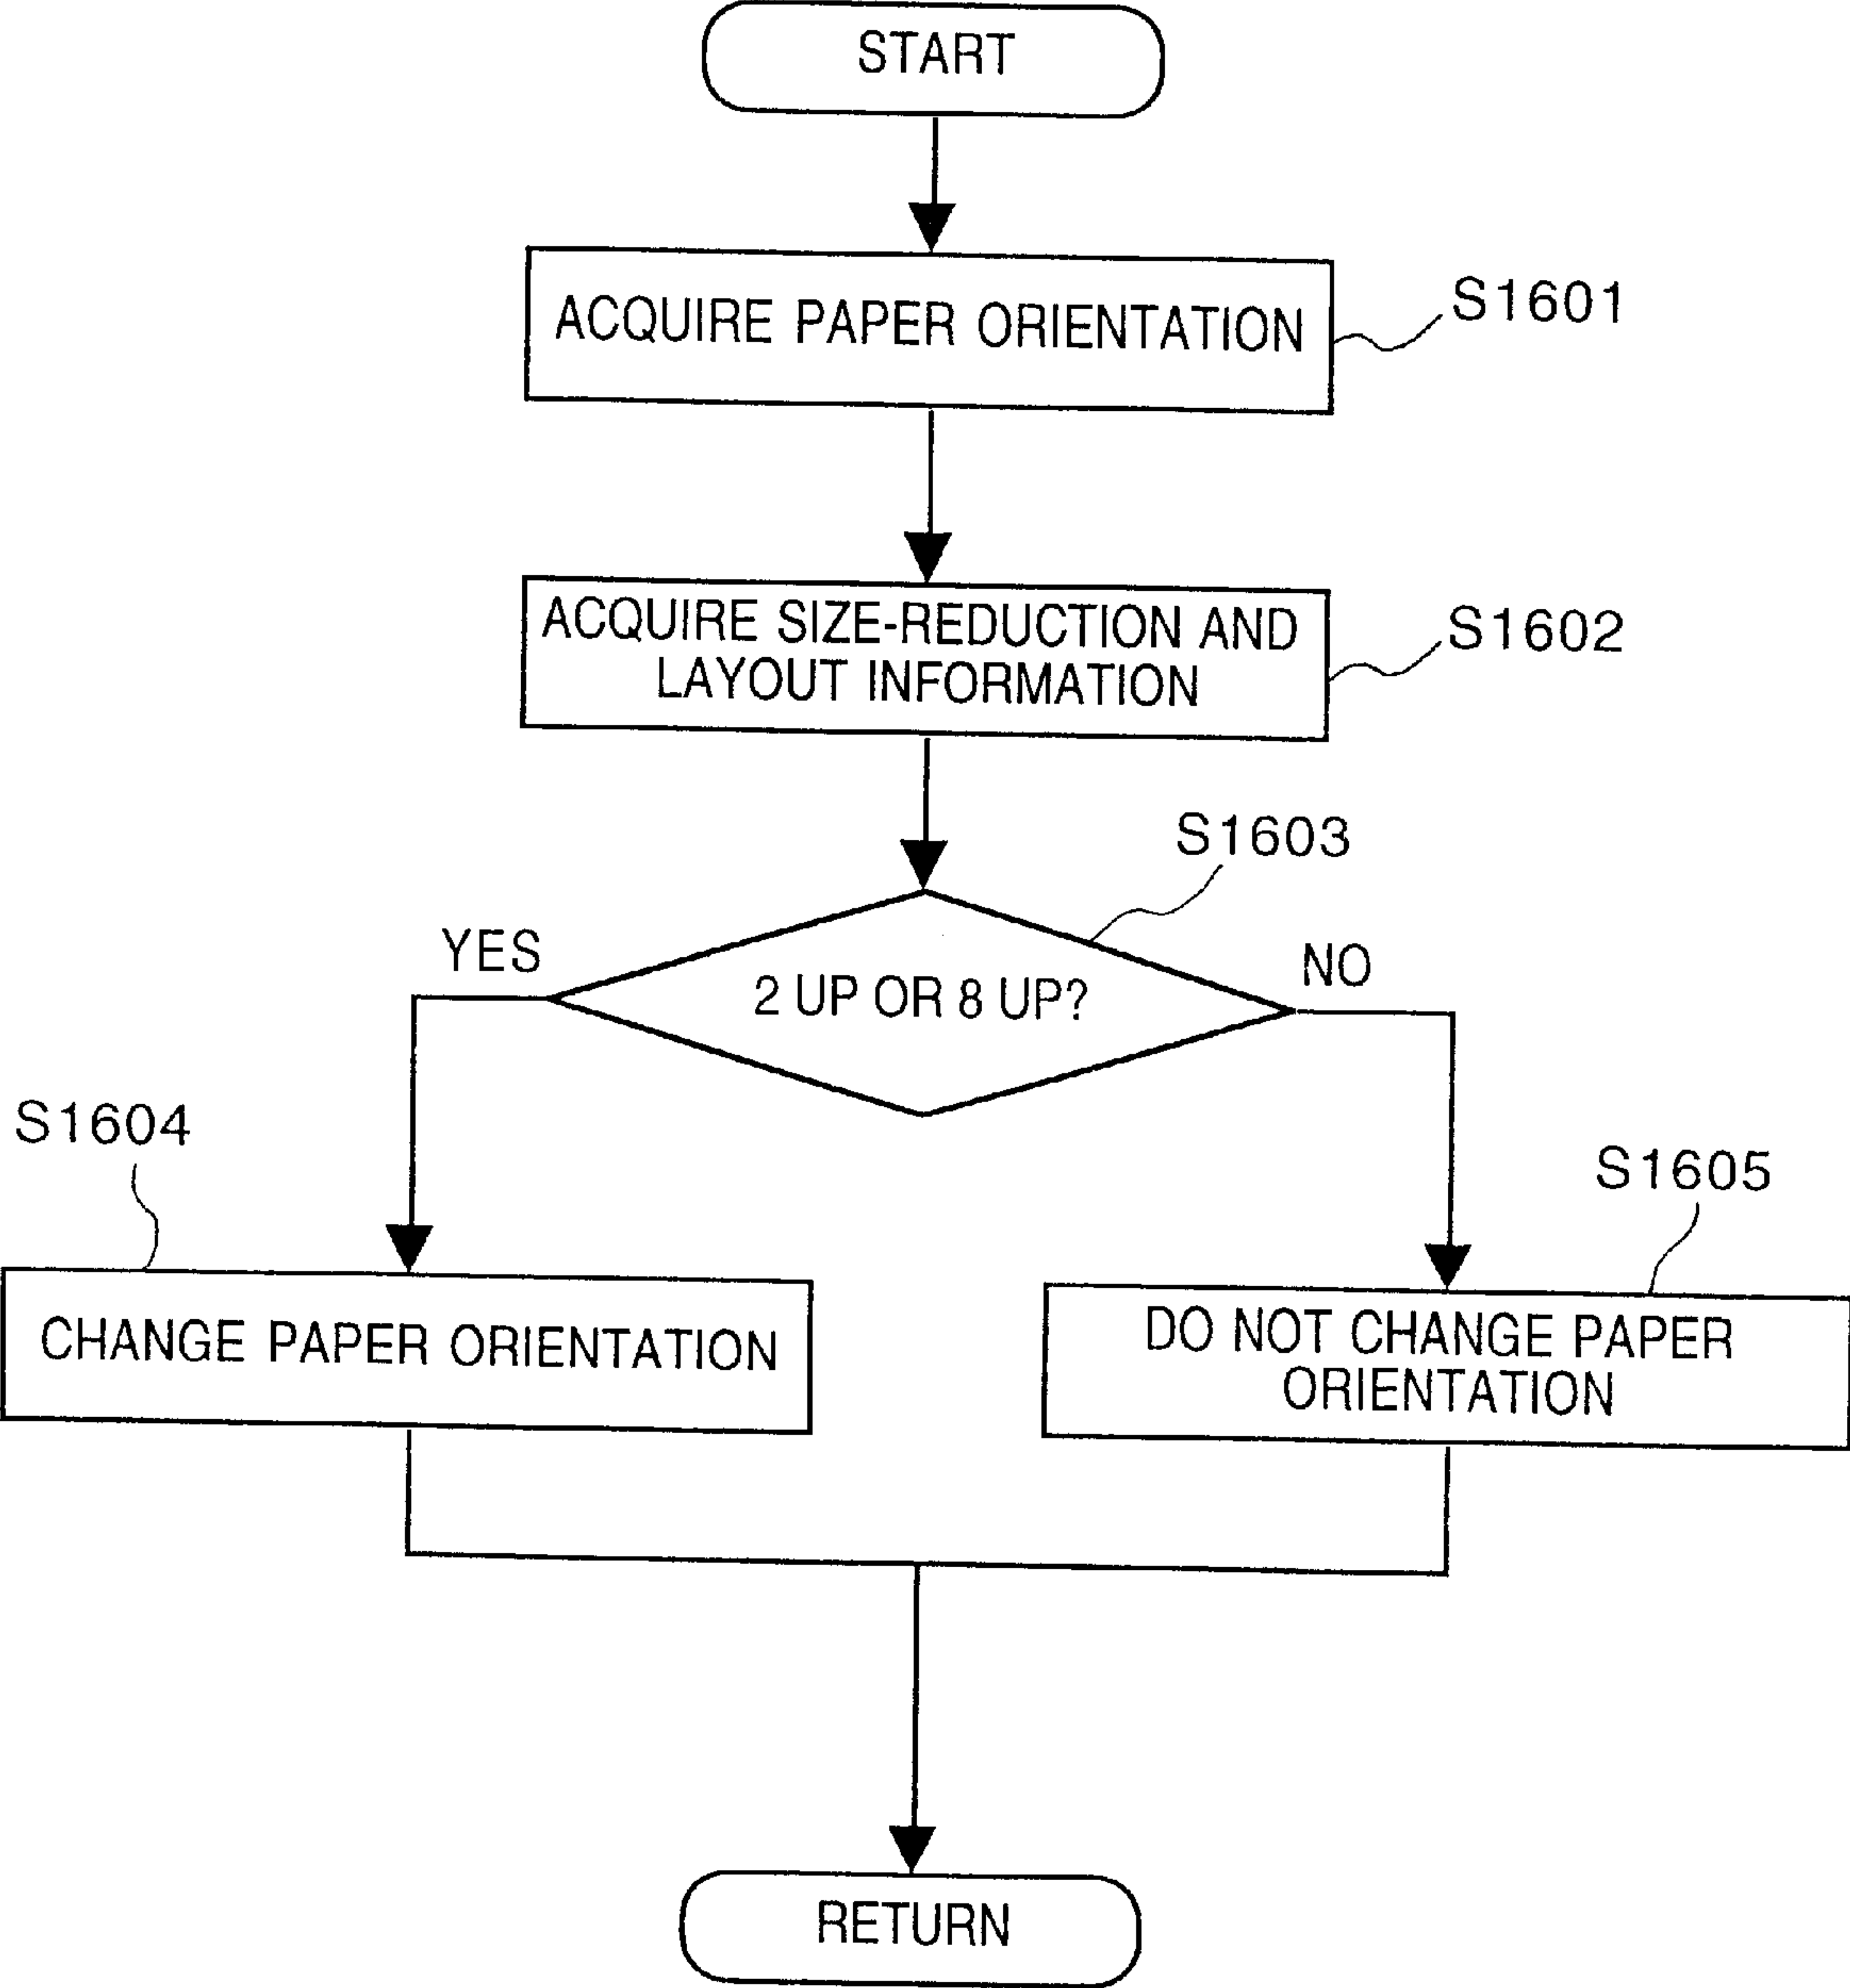 START
ACQUIRE PAPER ORIENTATION
S1601
ACQUIRE SIZE-REDUCTION AND
LAYOUT INFORMATION
S1602
S1603
YES
2 UP OR 8 UP?
NO
S1604
S1605
CHANGE PAPER ORIENTATION
DO NOT CHANGE PAPER
ORIENTATION
RETURN